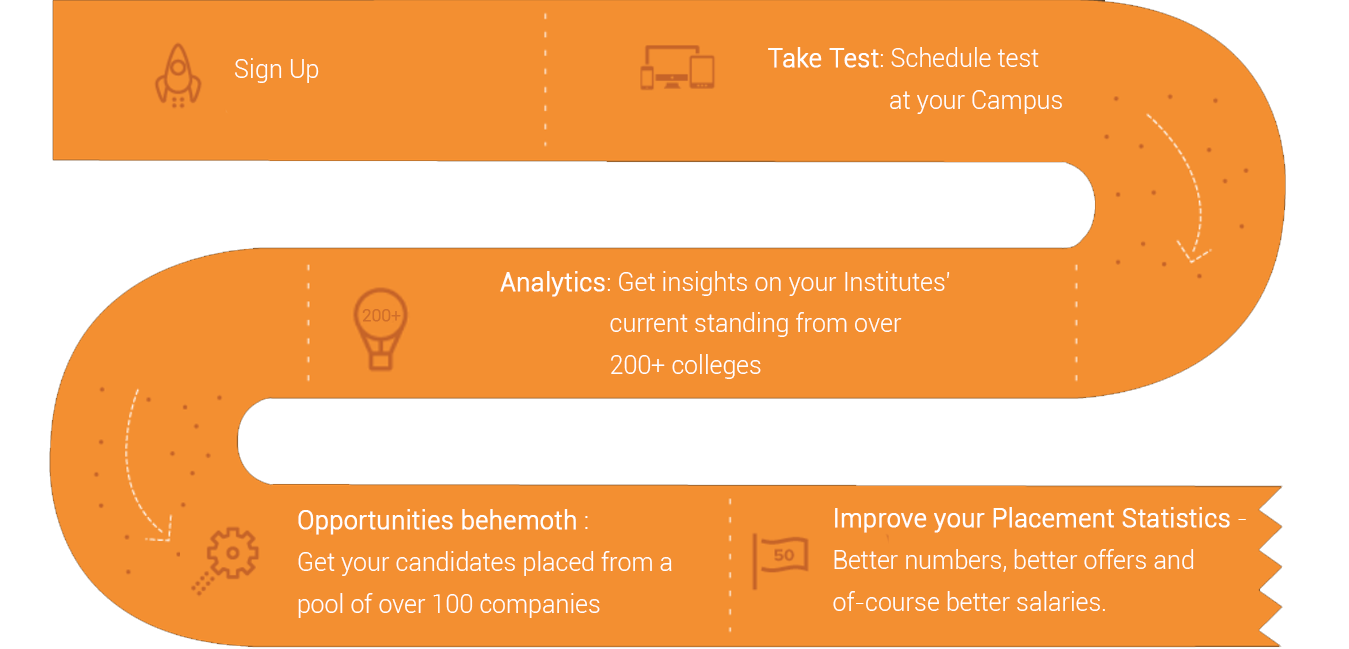 Sign Up
Take Test: Schedule test
at your Campus
200+
Analytics: Get insights on your Institutes'
current standing from over
200+ colleges
Opportunities behemoth :
Get your candidates placed from a
pool of over 100 companies
50
Improve your Placement Statistics -
Better numbers, better offers and
of-course better salaries.